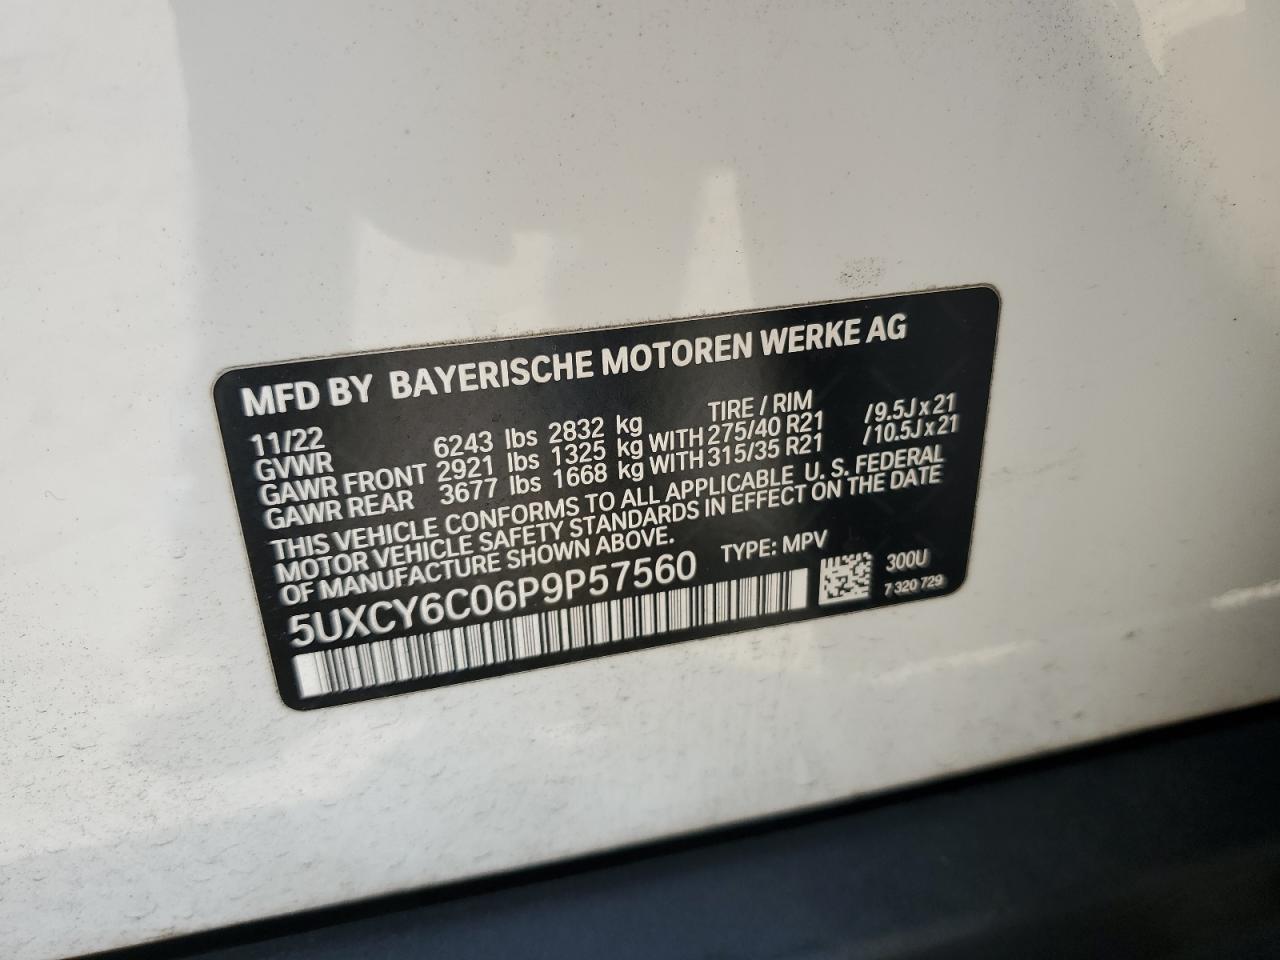 MFD BY BAYERISCHE MOTOREN WERKE AG
11/22 TIRE / RIM
GVWR 6243 lbs 2832 kg
GAWR FRONT 2921 lbs 1325 kg WITH 275/40 R21 /9.5J x 21
GAWR REAR 3677 lbs 1668 kg WITH 315/35 R21 /10.5J x 21
THIS VEHICLE CONFORMS TO ALL APPLICABLE U. S. FEDERAL
MOTOR VEHICLE SAFETY STANDARDS IN EFFECT ON THE DATE
OF MANUFACTURE SHOWN ABOVE.
5UXCY6C06P9P57560 TYPE: MPV
300U
7 320 729